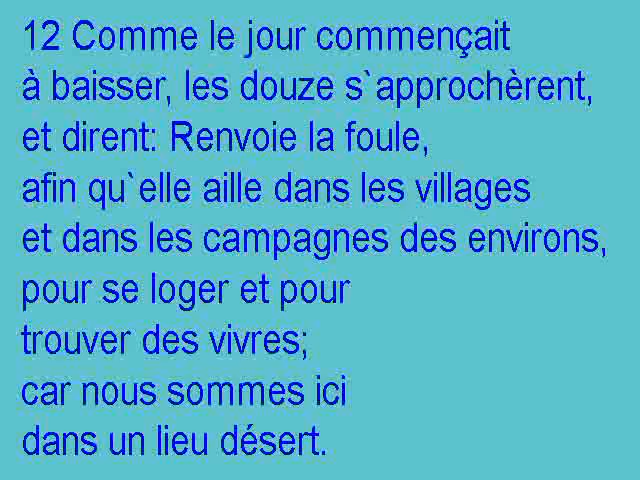 12 Comme le jour commençait
à baisser, les douze s`approchèrent,
et dirent: Renvoie la foule,
afin qu`elle aille dans les villages
et dans les campagnes des environs,
pour se loger et pour
trouver des vivres;
car nous sommes ici
dans un lieu désert.